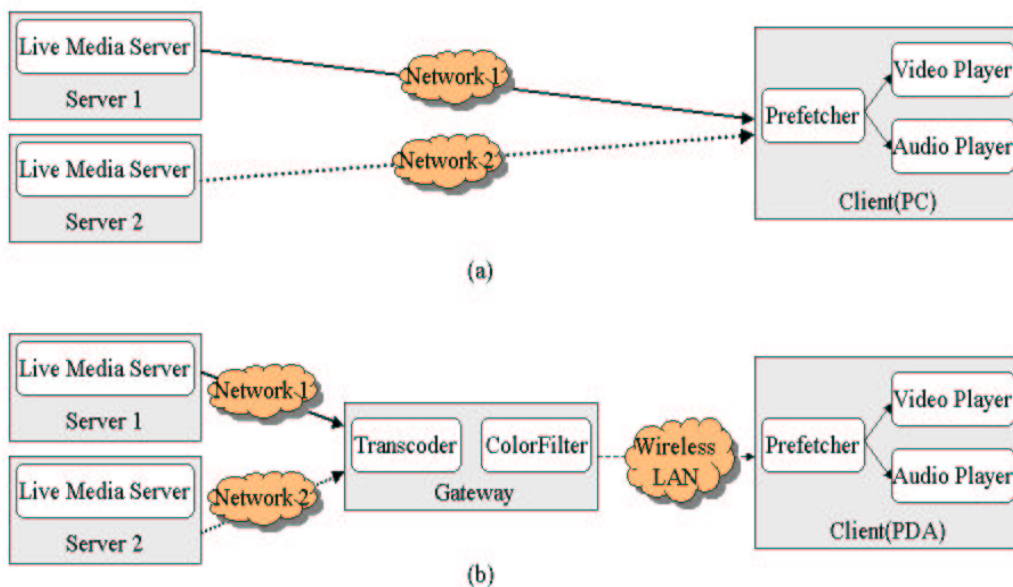 Live Media Server
Server 1
Network 1
Live Media Server
Server 2
Network 2
Prefetcher
Video Player
Audio Player
Client(PC)
(a)
Live Media Server
Server 1
Network 1
Live Media Server
Server 2
Network 2
Transcoder
ColorFilter
Gateway
Wireless
LAN
Prefetcher
Video Player
Audio Player
Client(PDA)
(b)